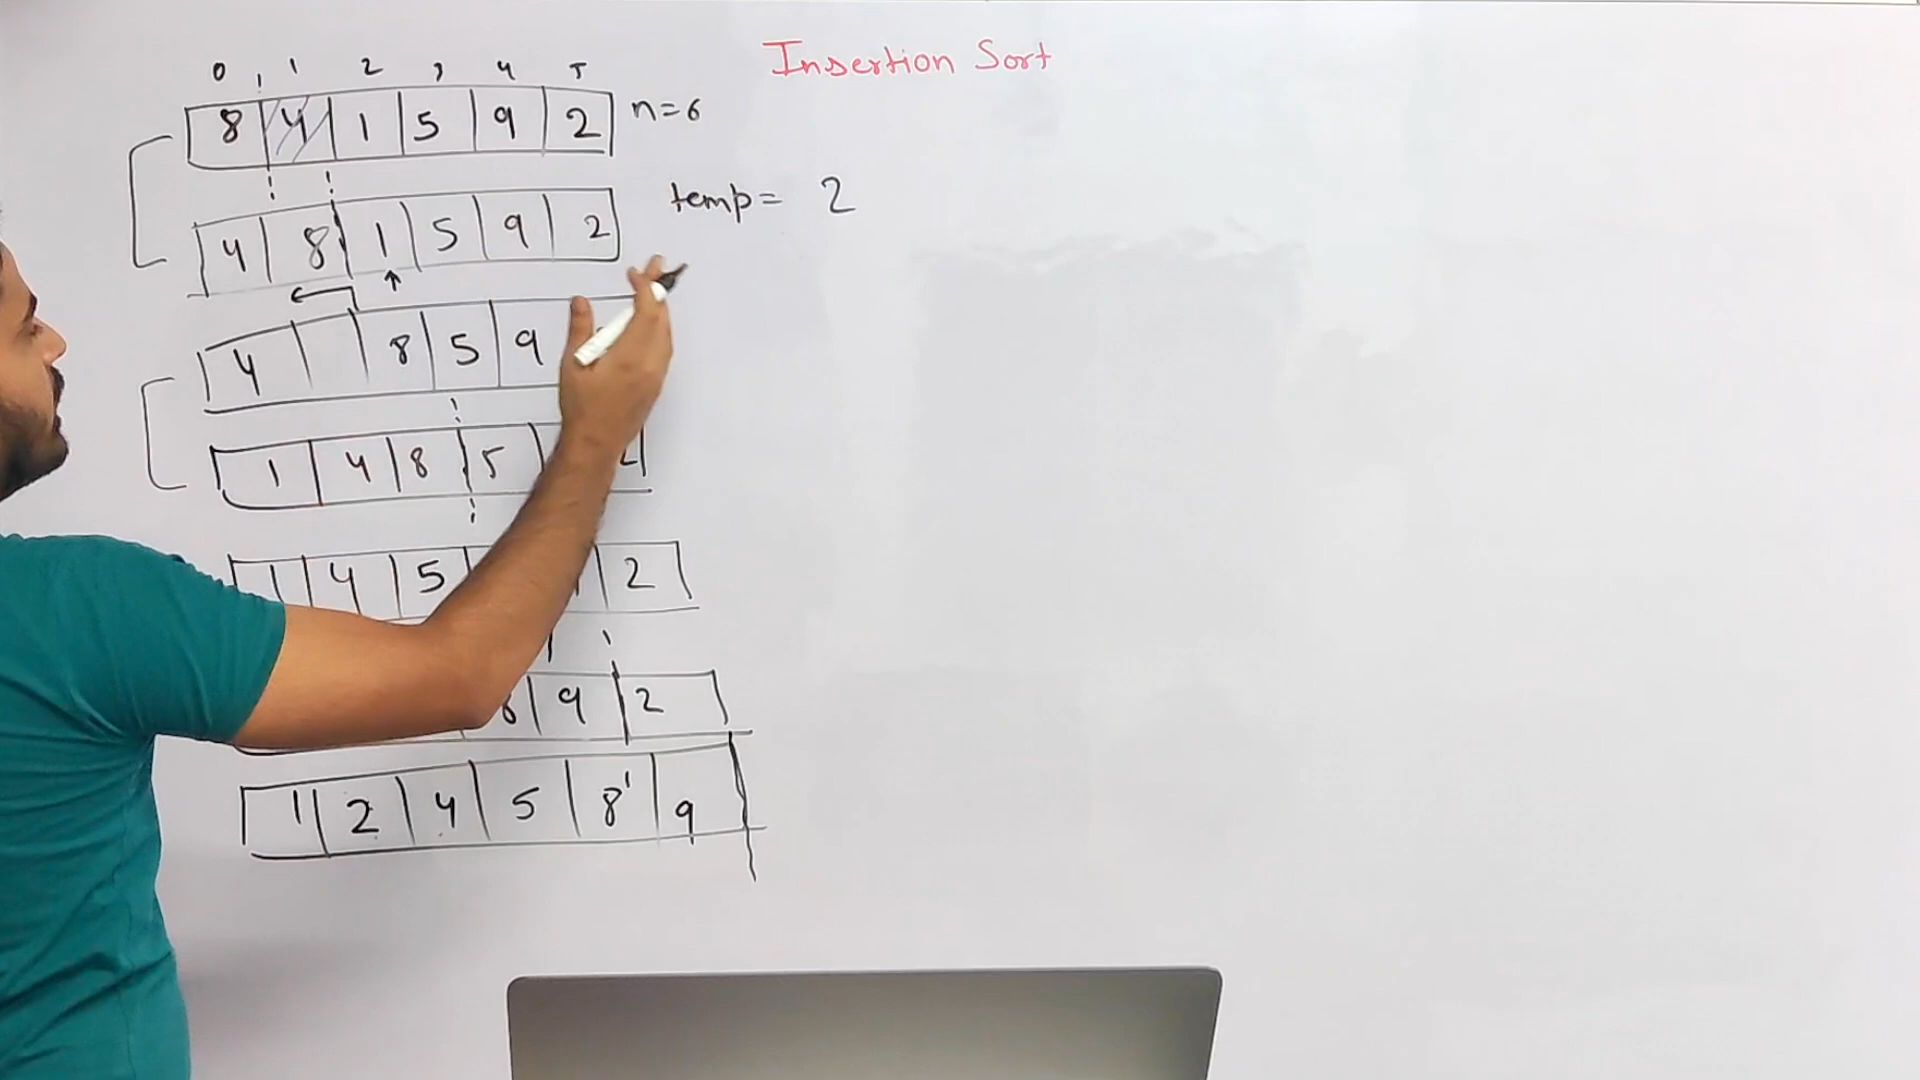 Insertion Sort
0 1 2 3 4 5
8 4 1 5 9 2 n=6
temp= 2
4 8 1 5 9 2
4 8 5 9
1 4 8 5 2
1 4 5 2
8 9 2
1 2 4 5 8 9